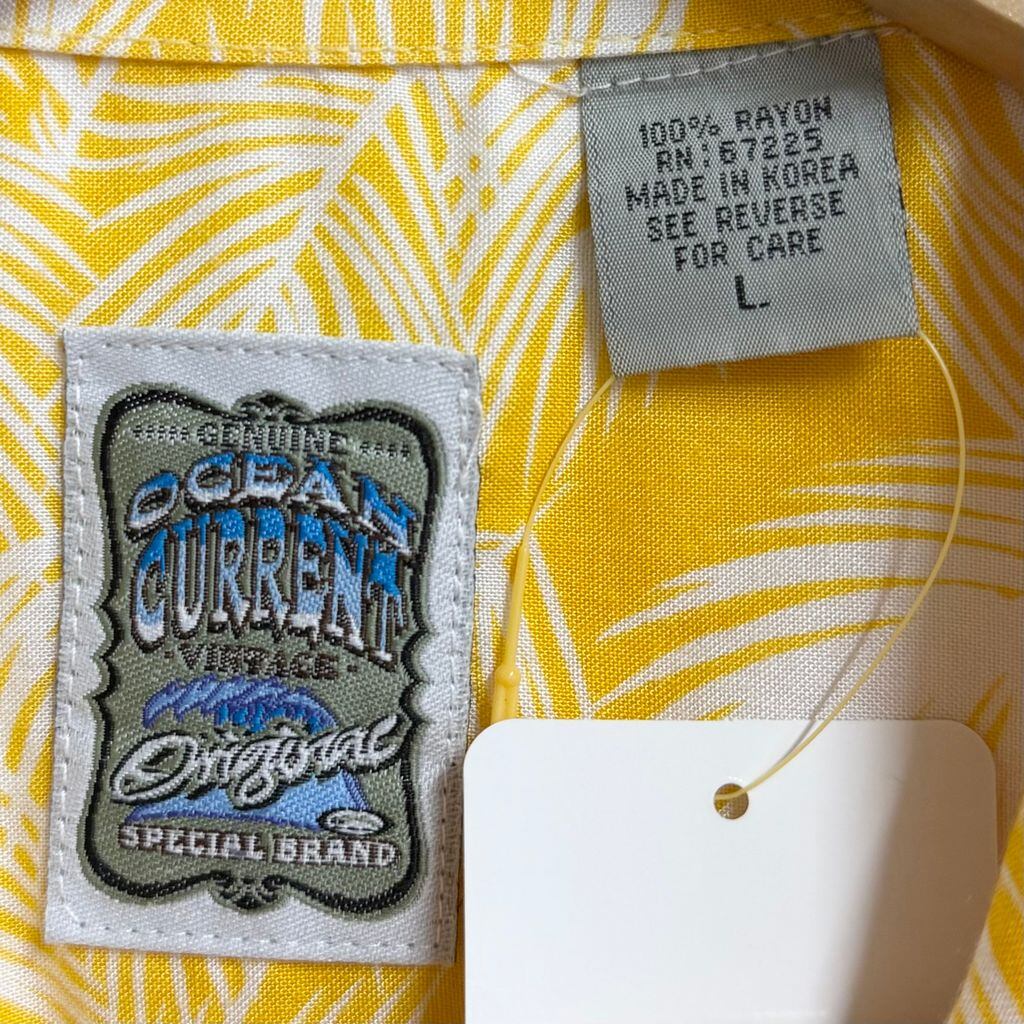 100% RAYON
RN:67225
MADE IN KOREA
SEE REVERSE
FOR CARE
L.
GENUINE
OCEAN
CURRENT
·VINTAGE·
Original
SPECIAL BRAND